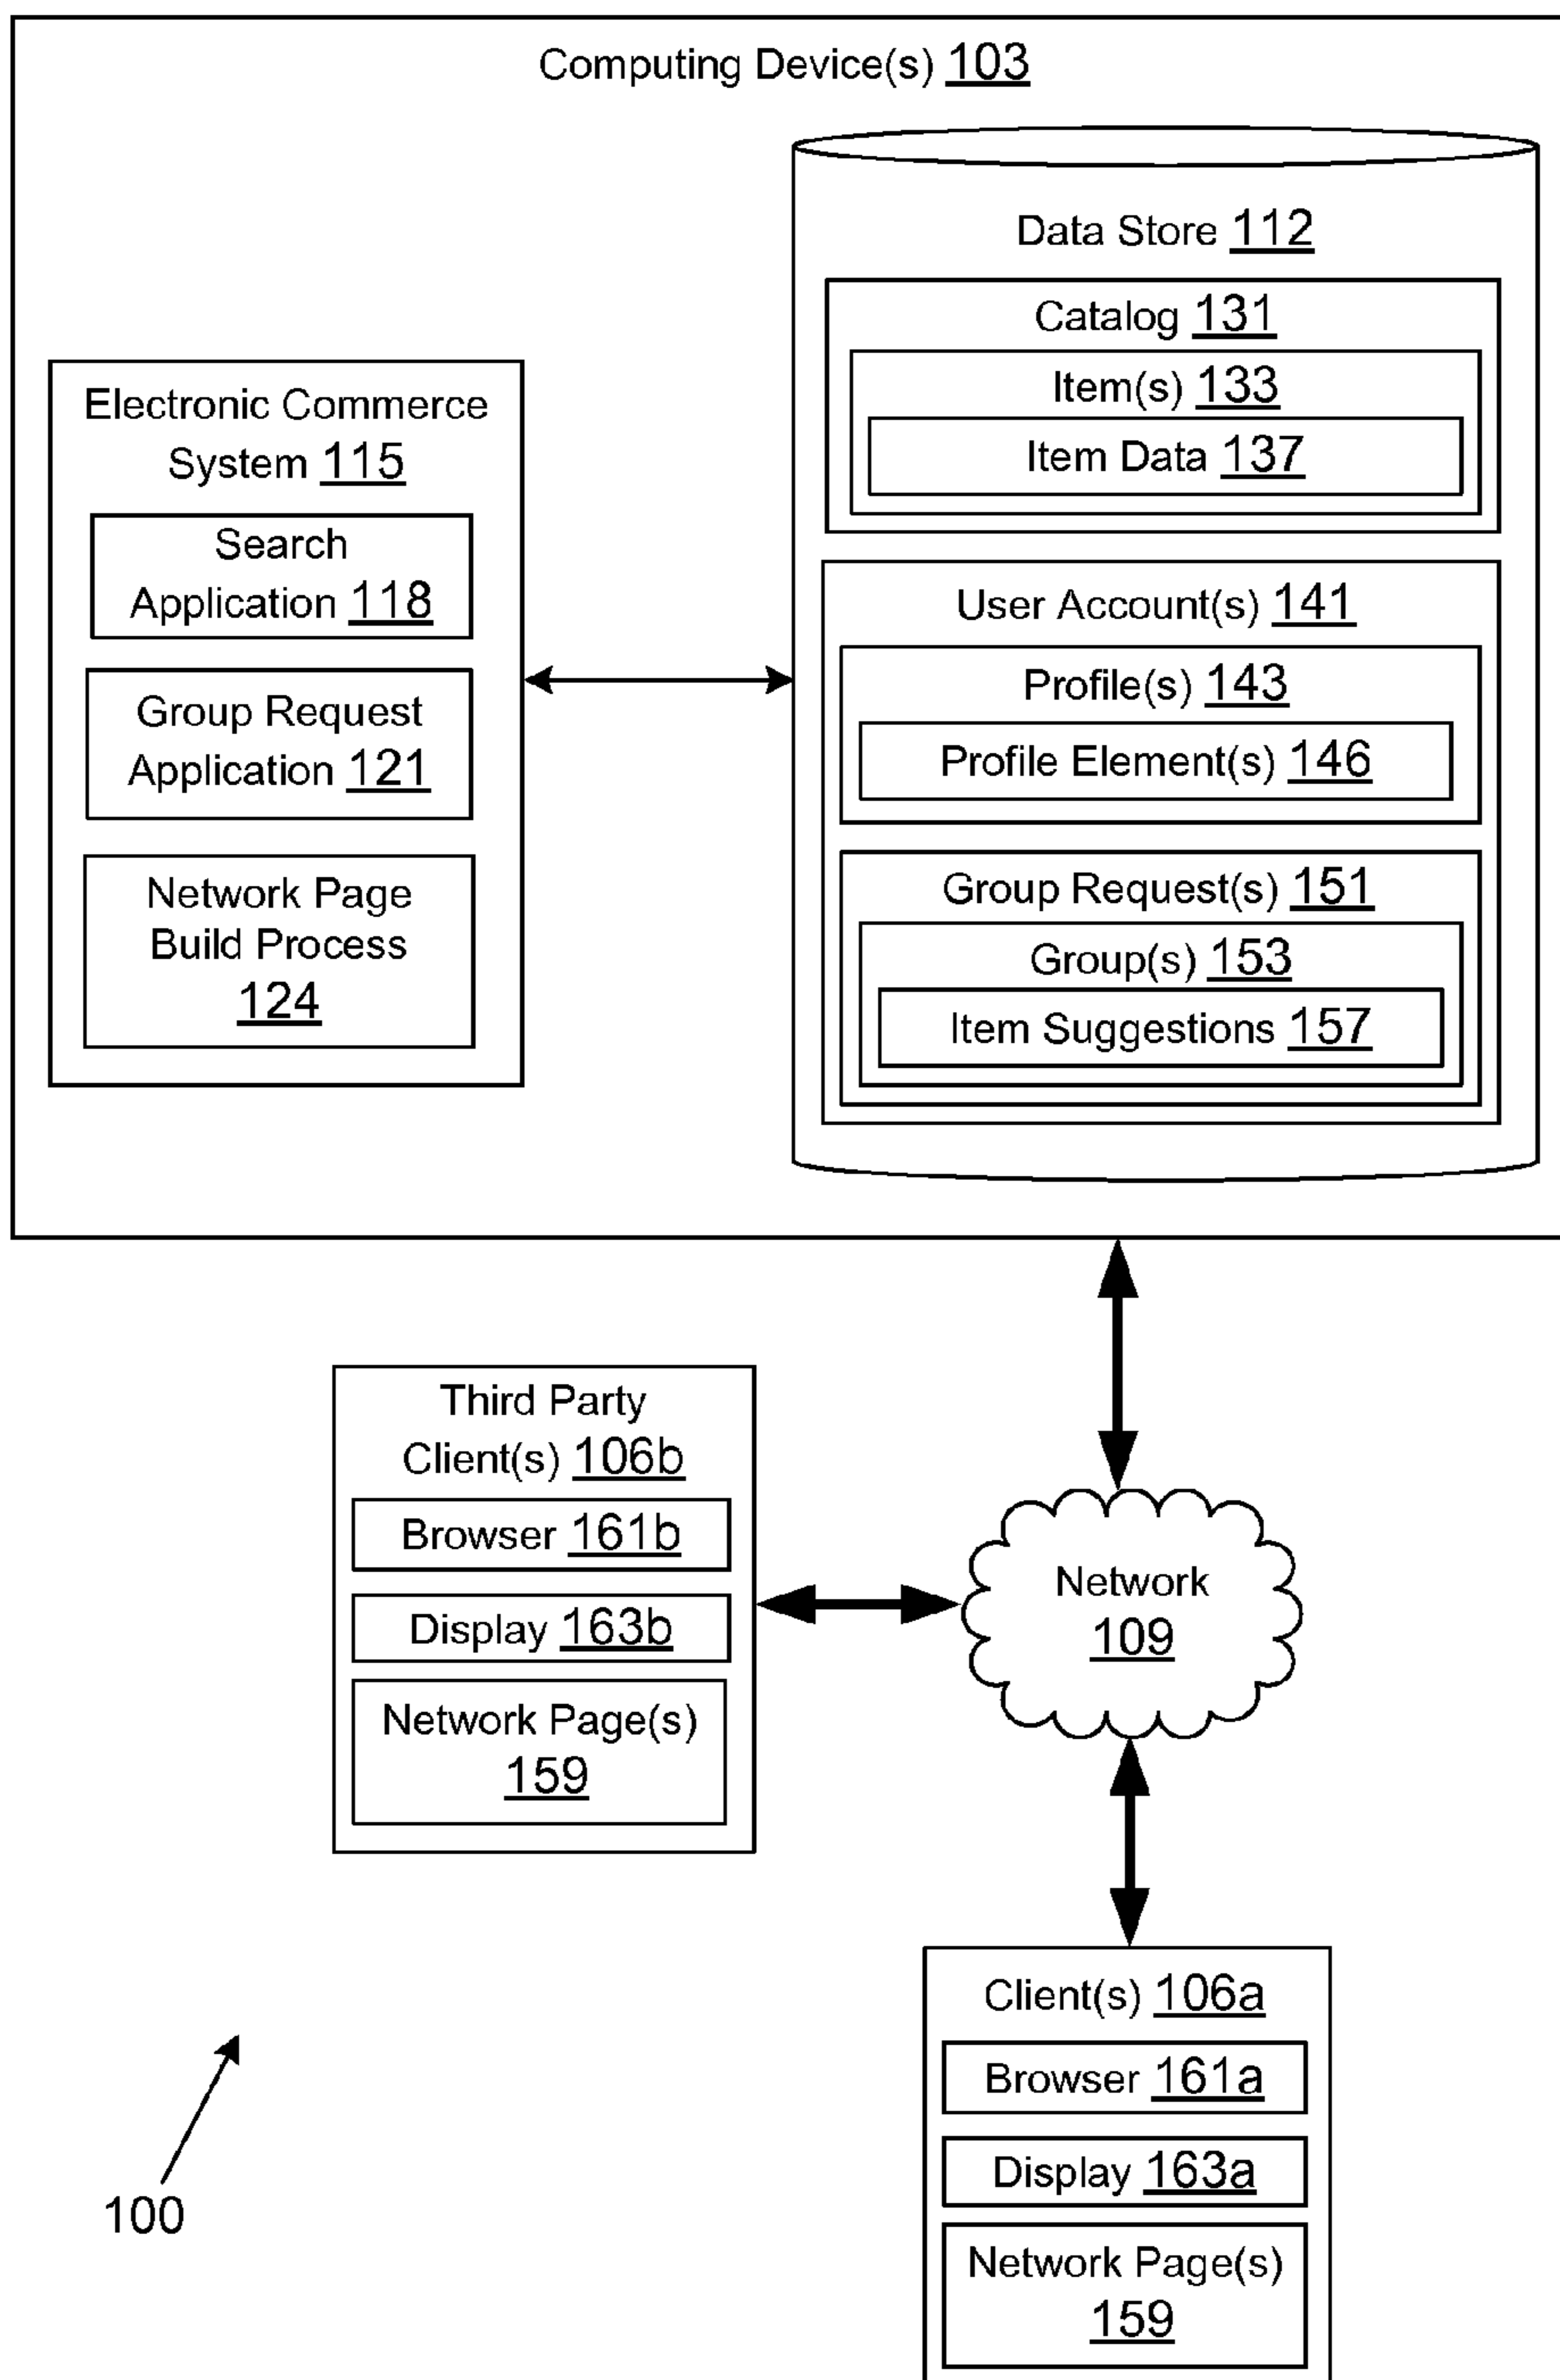 Computing Device(s) 103
Electronic Commerce
System 115
Search
Application 118
Group Request
Application 121
Network Page
Build Process
124
Data Store 112
Catalog 131
Item(s) 133
Item Data 137
User Account(s) 141
Profile(s) 143
Profile Element(s) 146
Group Request(s) 151
Group(s) 153
Item Suggestions 157
Third Party
Client(s) 106b
Browser 161b
Display 163b
Network Page(s)
159
Network
109
Client(s) 106a
Browser 161a
Display 163a
Network Page(s)
159
100